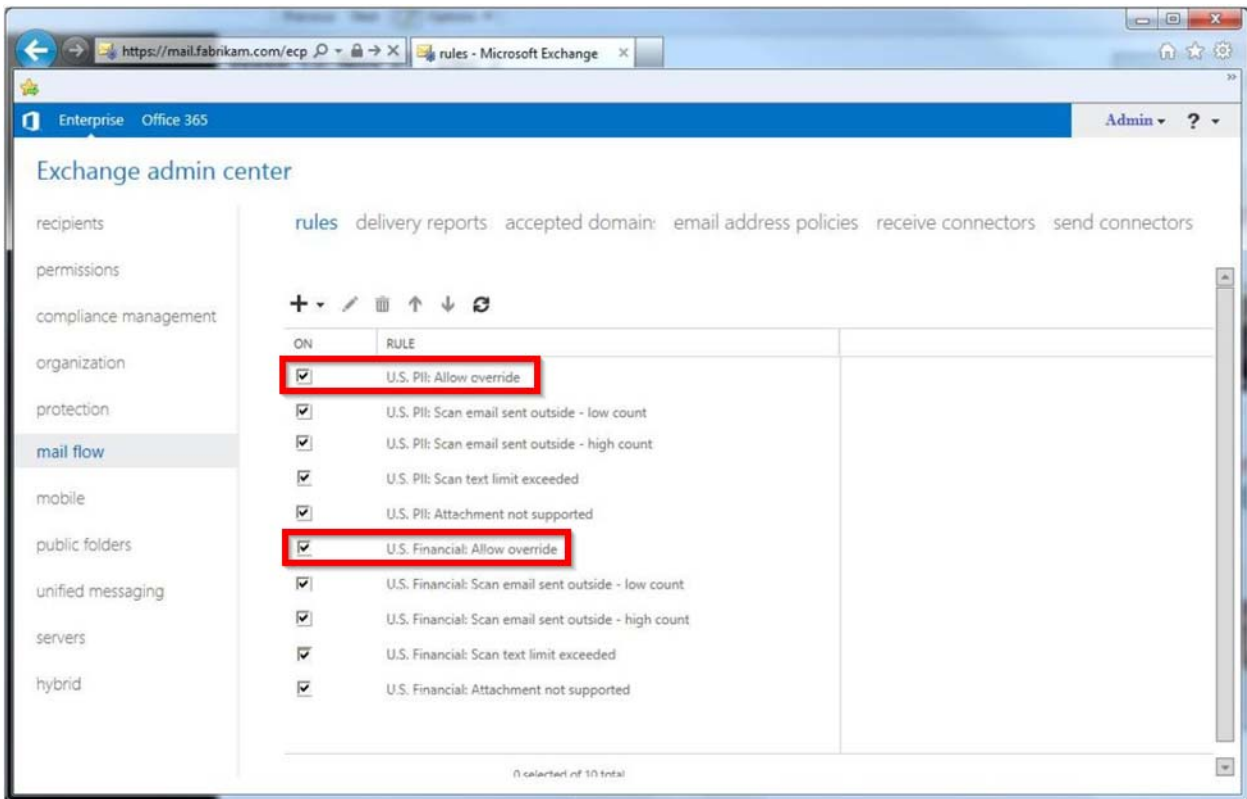 https://mail.fabrikam.com/ecp
rules - Microsoft Exchange
Enterprise Office 365
Admin ?
Exchange admin center
recipients
permissions
compliance management
organization
protection
mail flow
mobile
public folders
unified messaging
servers
hybrid
rules delivery reports accepted domain: email address policies receive connectors send connectors
ON RULE
U.S. PII: Allow override
U.S. PII: Scan email sent outside - low count
U.S. PII: Scan email sent outside - high count
U.S. PII: Scan text limit exceeded
U.S. PII: Attachment not supported
U.S. Financial: Allow override
U.S. Financial: Scan email sent outside - low count
U.S. Financial: Scan email sent outside - high count
U.S. Financial: Scan text limit exceeded
U.S. Financial: Attachment not supported
0 selected of 10 total